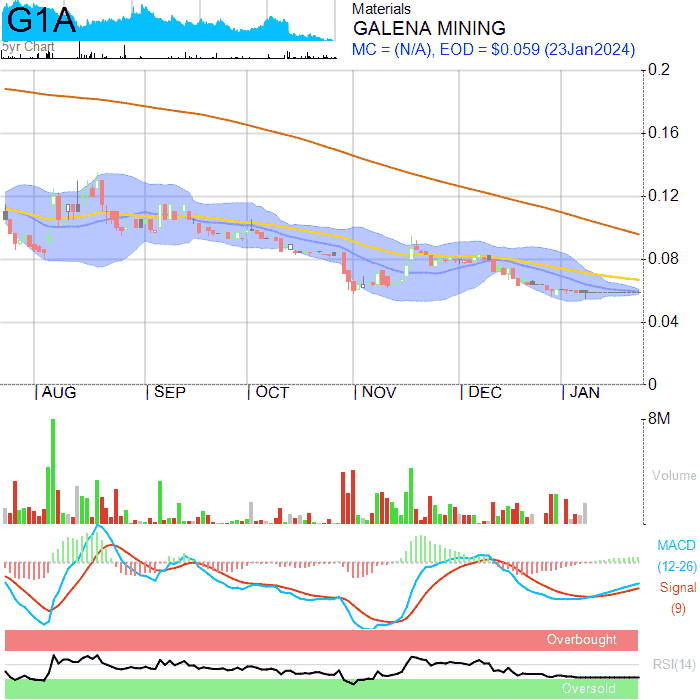 G1A
5yr Chart
Materials
GALENA MINING
MC = (N/A), EOD = $0.059 (23Jan2024)
0.2
0.16
0.12
0.08
0.04
0
AUG SEP OCT NOV DEC JAN
8M
Volume
MACD
(12-26)
Signal
(9)
Overbought
RSI(14)
Oversold